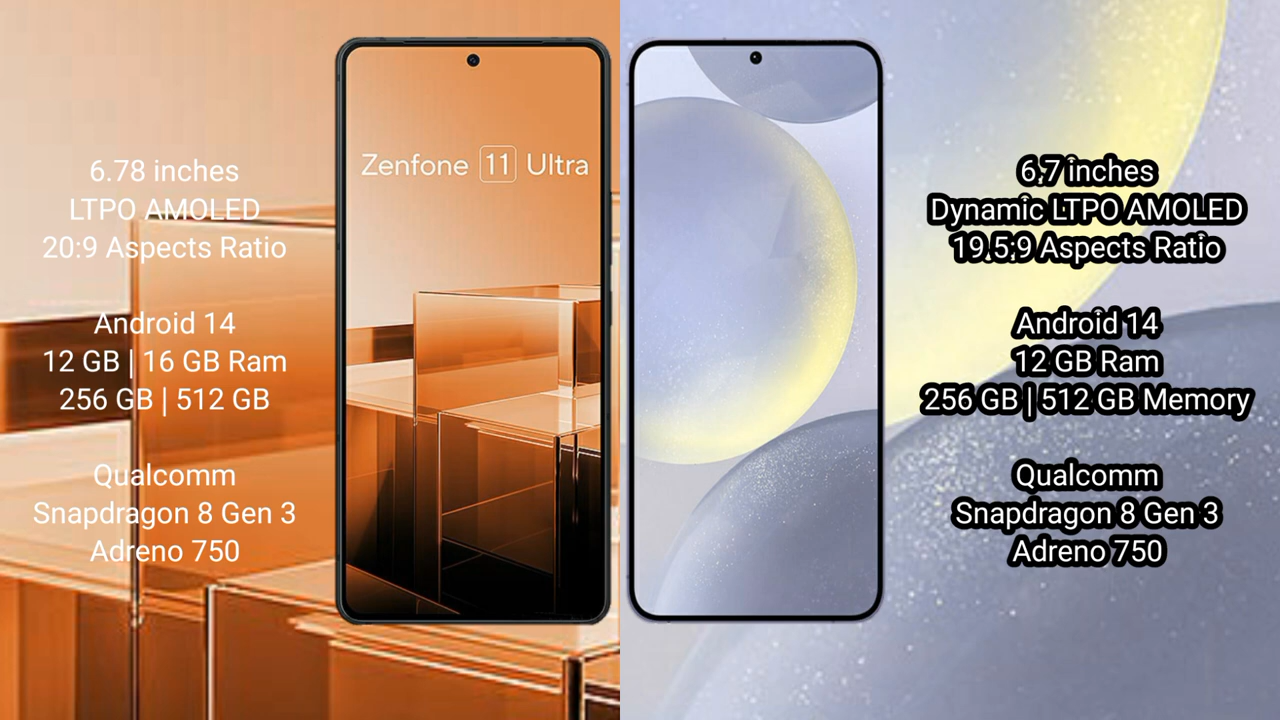 6.78 inches
LTPO AMOLED
20:9 Aspects Ratio
Android 14
12 GB | 16 GB Ram
256 GB | 512 GB
Qualcomm
Snapdragon 8 Gen 3
Adreno 750
Zenfone 11 Ultra
6.7 inches
Dynamic LTPO AMOLED
19.5:9 Aspects Ratio
Android 14
12 GB Ram
256 GB | 512 GB Memory
Qualcomm
Snapdragon 8 Gen 3
Adreno 750